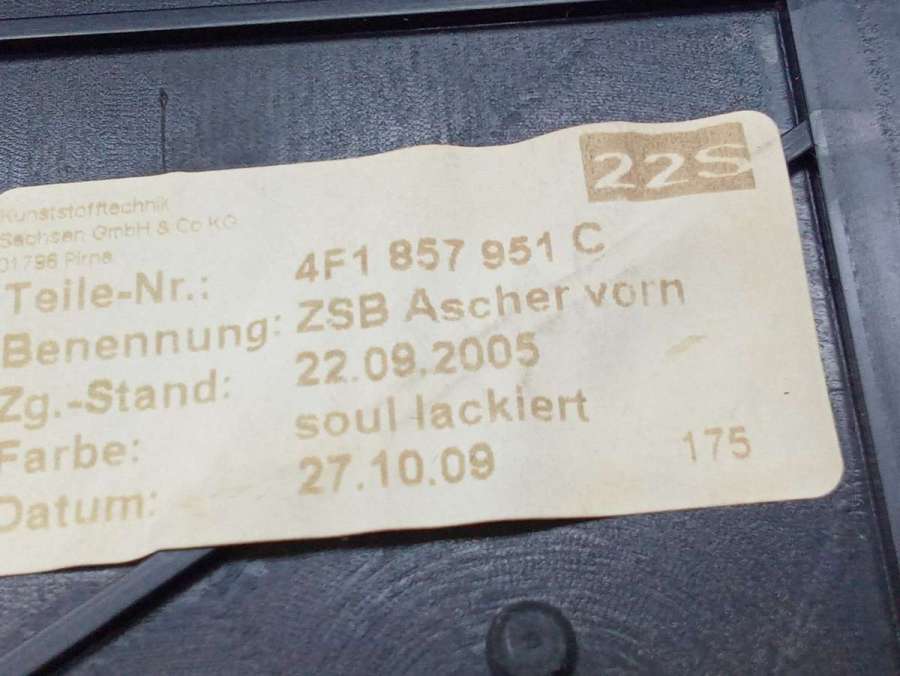 22S
Kunststofftechnik
Sachsen GmbH & Co KG
01796 Pirna
Teile-Nr.: 4F1 857 951 C
Benennung: ZSB Ascher vorn
Zg.-Stand: 22.09.2005
Farbe: soul lackiert
Datum: 27.10.09 175